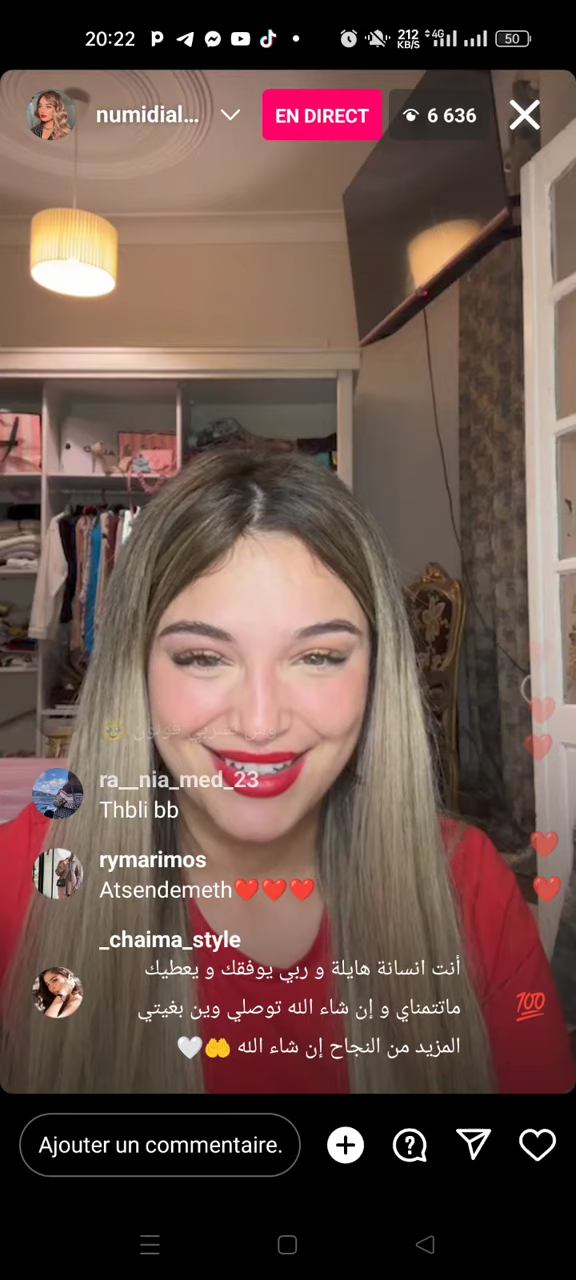 20:22
212
KB/S
4G
50
numidial...
EN DIRECT
6 636
ra__nia_med_23
Thbli bb
rymarimos
Atsendemeth❤️❤️❤️
_chaima_style
أنت انسانة هايلة و ربي يوفقك و يعطيك
ماتتمناي و إن شاء الله توصلي وين بغيتي
المزيد من النجاح إن شاء الله 🤲🤍
💯
Ajouter un commentaire.